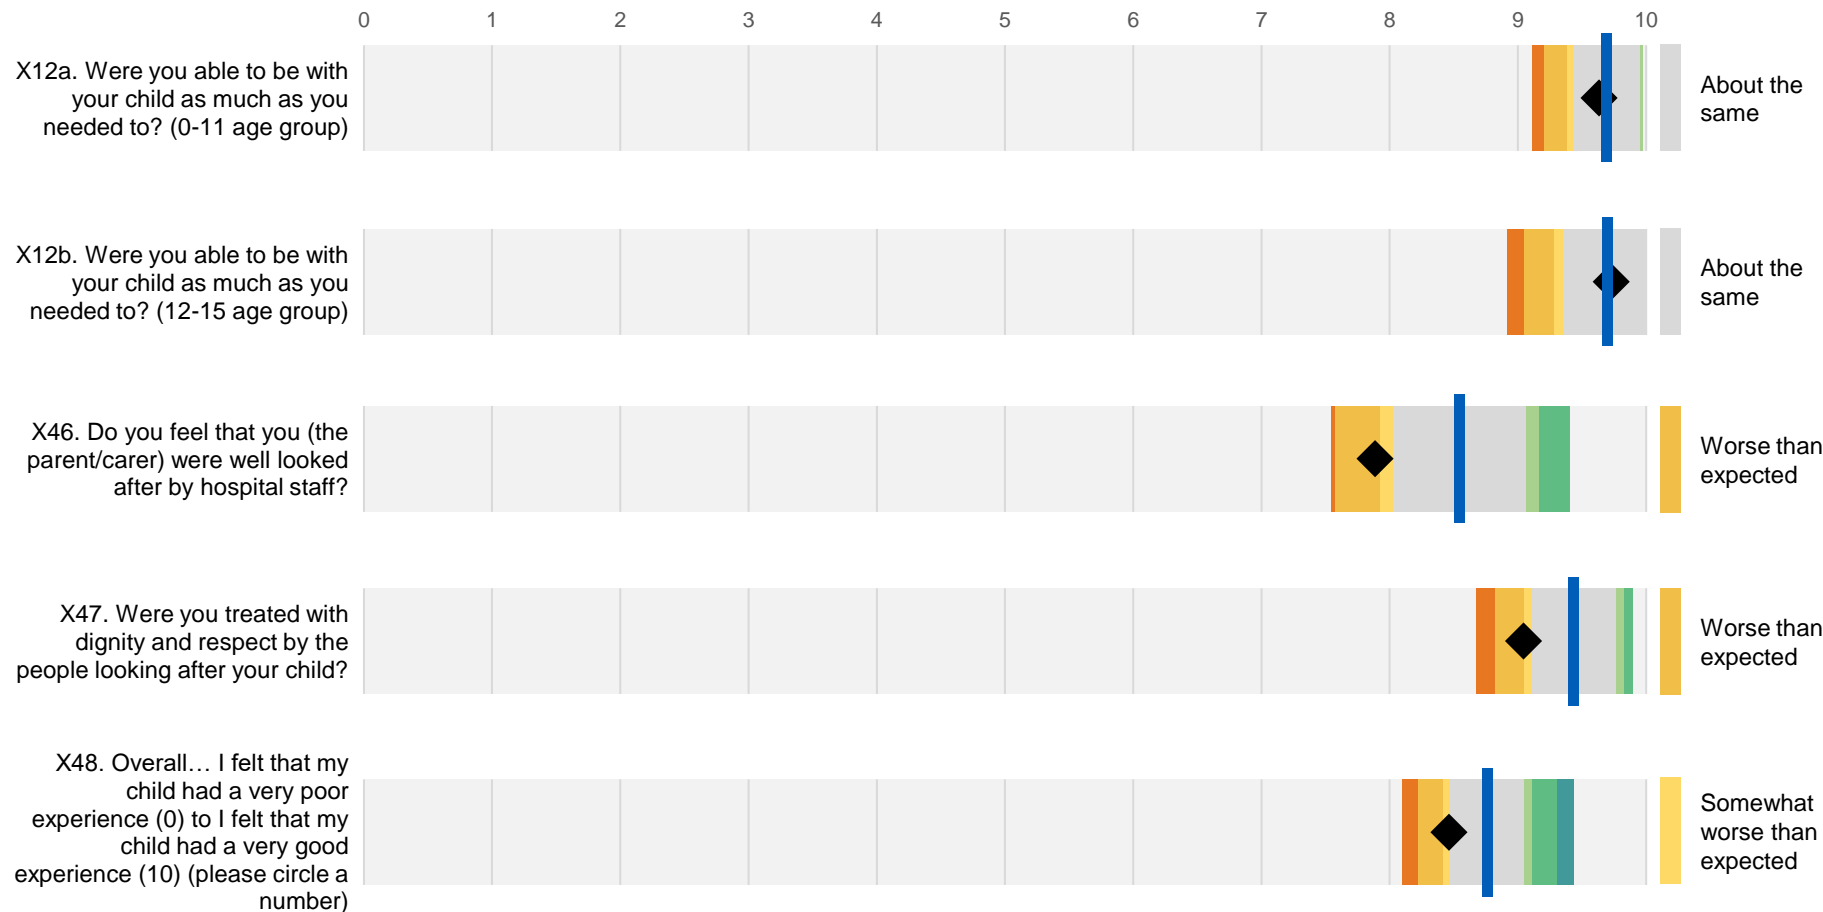 0 1 2 3 4 5 6 7 8 9 10
X12a. Were you able to be with
your child as much as you
needed to? (0-11 age group)
About the
same
X12b. Were you able to be with
your child as much as you
needed to? (12-15 age group)
About the
same
X46. Do you feel that you (the
parent/carer) were well looked
after by hospital staff?
Worse than
expected
X47. Were you treated with
dignity and respect by the
people looking after your child?
Worse than
expected
X48. Overall… I felt that my
child had a very poor
experience (0) to I felt that my
child had a very good
experience (10) (please circle a
number)
Somewhat
worse than
expected